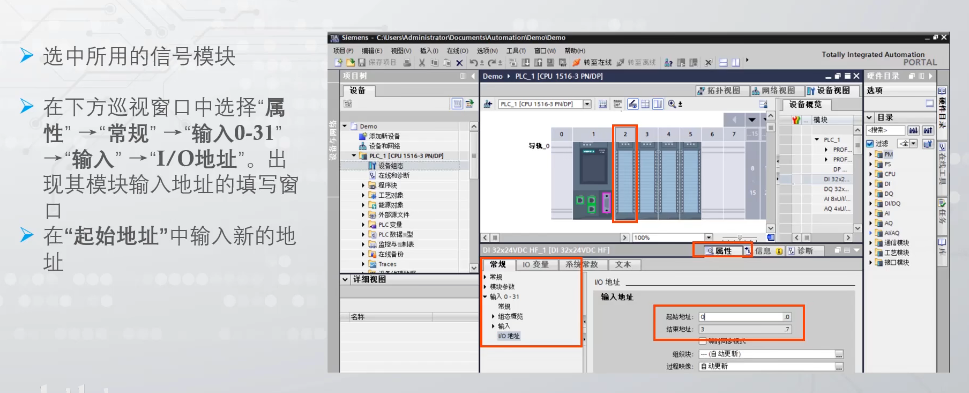 选中所用的信号模块
在下方巡视窗口中选择“属
性” →“常规” →“输入0-31”
→“输入” →“I/O地址”。出
现其模块输入地址的填写窗
口
在“起始地址”中输入新的地
址
Siemens - C:\Users\Administrator\Documents\Automation\Demo\Demo
项目(P) 编辑(E) 视图(V) 插入(I) 在线(O) 选项(N) 工具(T) 窗口(W) 帮助(H)
Totally Integrated Automation
PORTAL
保存项目 转至在线 转至离线
项目树
Demo ▸ PLC_1 [CPU 1516-3 PN/DP]
硬件目录
设备
拓扑视图 网络视图 设备视图
选项
PLC_1 [CPU 1516-3 PN/DP]
设备概览
目录
模块
<搜索>
过滤
Demo
添加新设备
设备和网络
PLC_1 [CPU 1516-3 PN/DP]
设备组态
在线和诊断
程序块
工艺对象
能源对象
外部源文件
PLC 变量
PLC 数据类型
监控与强制表
在线备份
Traces
0 1 2 3 4 5 6 7
导轨_0
PLC_1
PROF...
PROF...
DP ...
DI 32x2...
DQ 32x...
AI 8xU/I/...
AQ 4xU/...
PM
PS
CPU
DI
DQ
DI/DQ
AI
AQ
AI/AQ
通信模块
工艺模块
接口模块
硬件目录
在线工具
任务
库
100%
DI 32x24VDC HF_1 [DI 32x24VDC HF]
属性 信息 诊断
详细视图
名称
常规 IO 变量 系统常数 文本
常规
模块参数
输入 0 - 31
常规
组态概览
输入
I/O 地址
I/O 地址
输入地址
起始地址: 0 .0
结束地址: 3 .7
等时同步模式
组织块: ---(自动更新)
过程映像: 自动更新